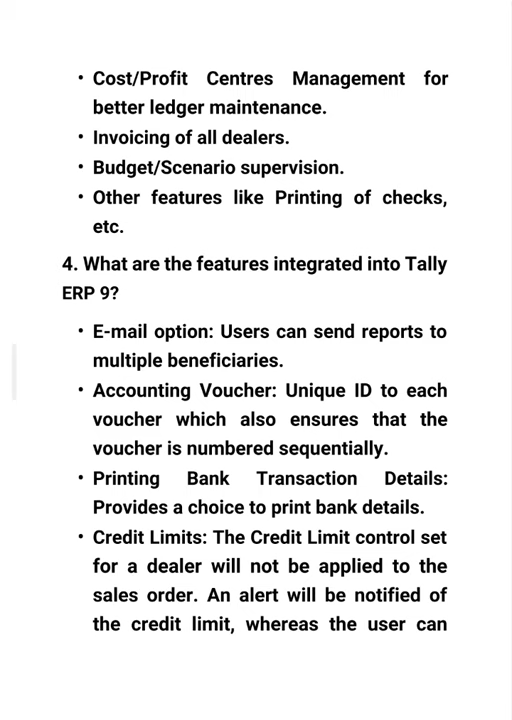 • Cost/Profit Centres Management for
better ledger maintenance.
• Invoicing of all dealers.
• Budget/Scenario supervision.
• Other features like Printing of checks,
etc.
4. What are the features integrated into Tally
ERP 9?
• E-mail option: Users can send reports to
multiple beneficiaries.
• Accounting Voucher: Unique ID to each
voucher which also ensures that the
voucher is numbered sequentially.
• Printing Bank Transaction Details:
Provides a choice to print bank details.
• Credit Limits: The Credit Limit control set
for a dealer will not be applied to the
sales order. An alert will be notified of
the credit limit, whereas the user can